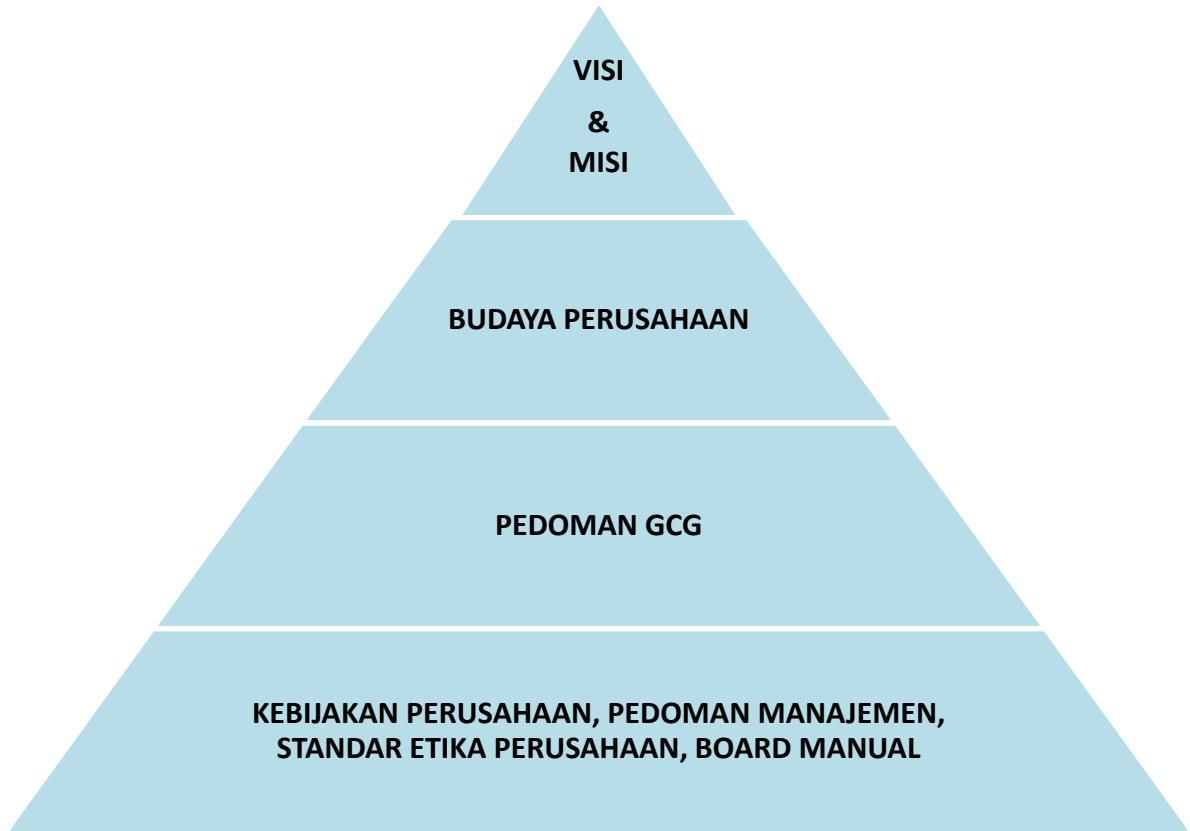 VISI
&
MISI
BUDAYA PERUSAHAAN
PEDOMAN GCG
KEBIJAKAN PERUSAHAAN, PEDOMAN MANAJEMEN,
STANDAR ETIKA PERUSAHAAN, BOARD MANUAL